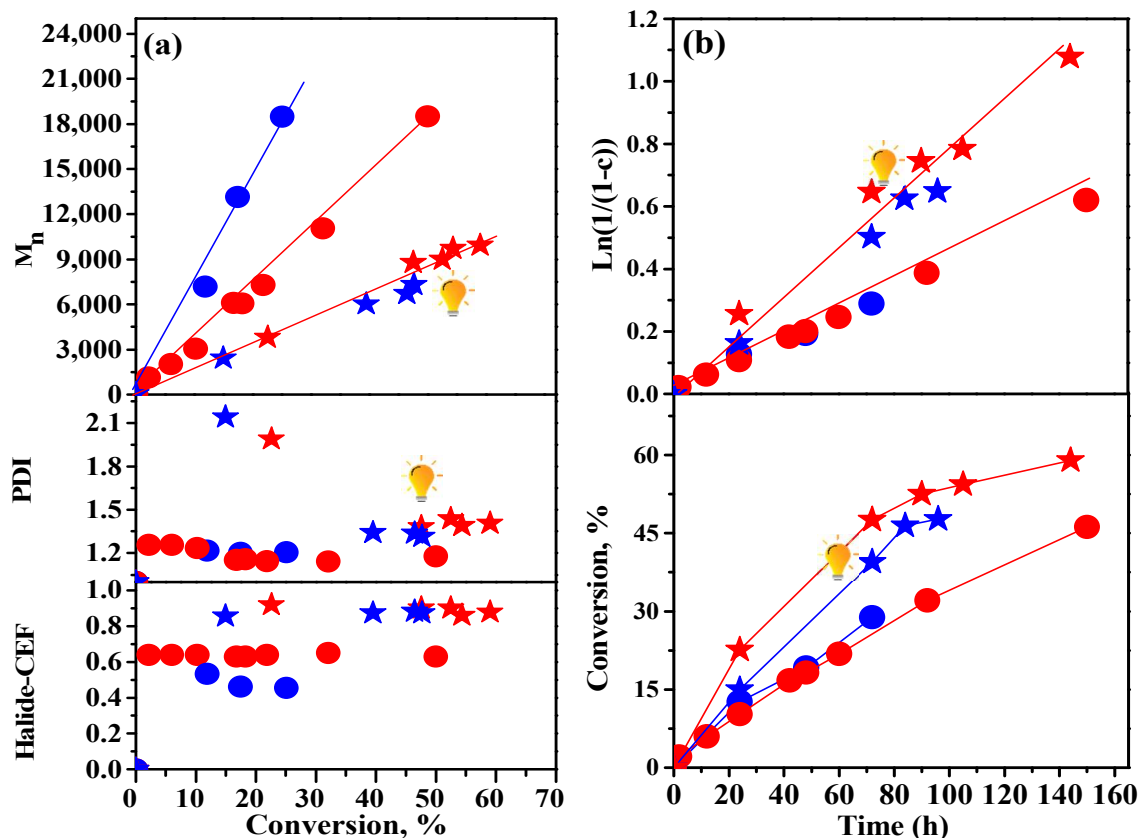 (a)
24,000
21,000
18,000
15,000
12,000
9,000
6,000
3,000
0
Mn
2.1
1.8
1.5
1.2
PDI
1.0
0.8
0.6
0.4
0.2
0.0
Halide-CEF
0 10 20 30 40 50 60 70
Conversion, %
(b)
1.2
1.0
0.8
0.6
0.4
0.2
0.0
Ln(1/(1-c))
60
45
30
15
0
Conversion, %
0 20 40 60 80 100 120 140 160
Time (h)